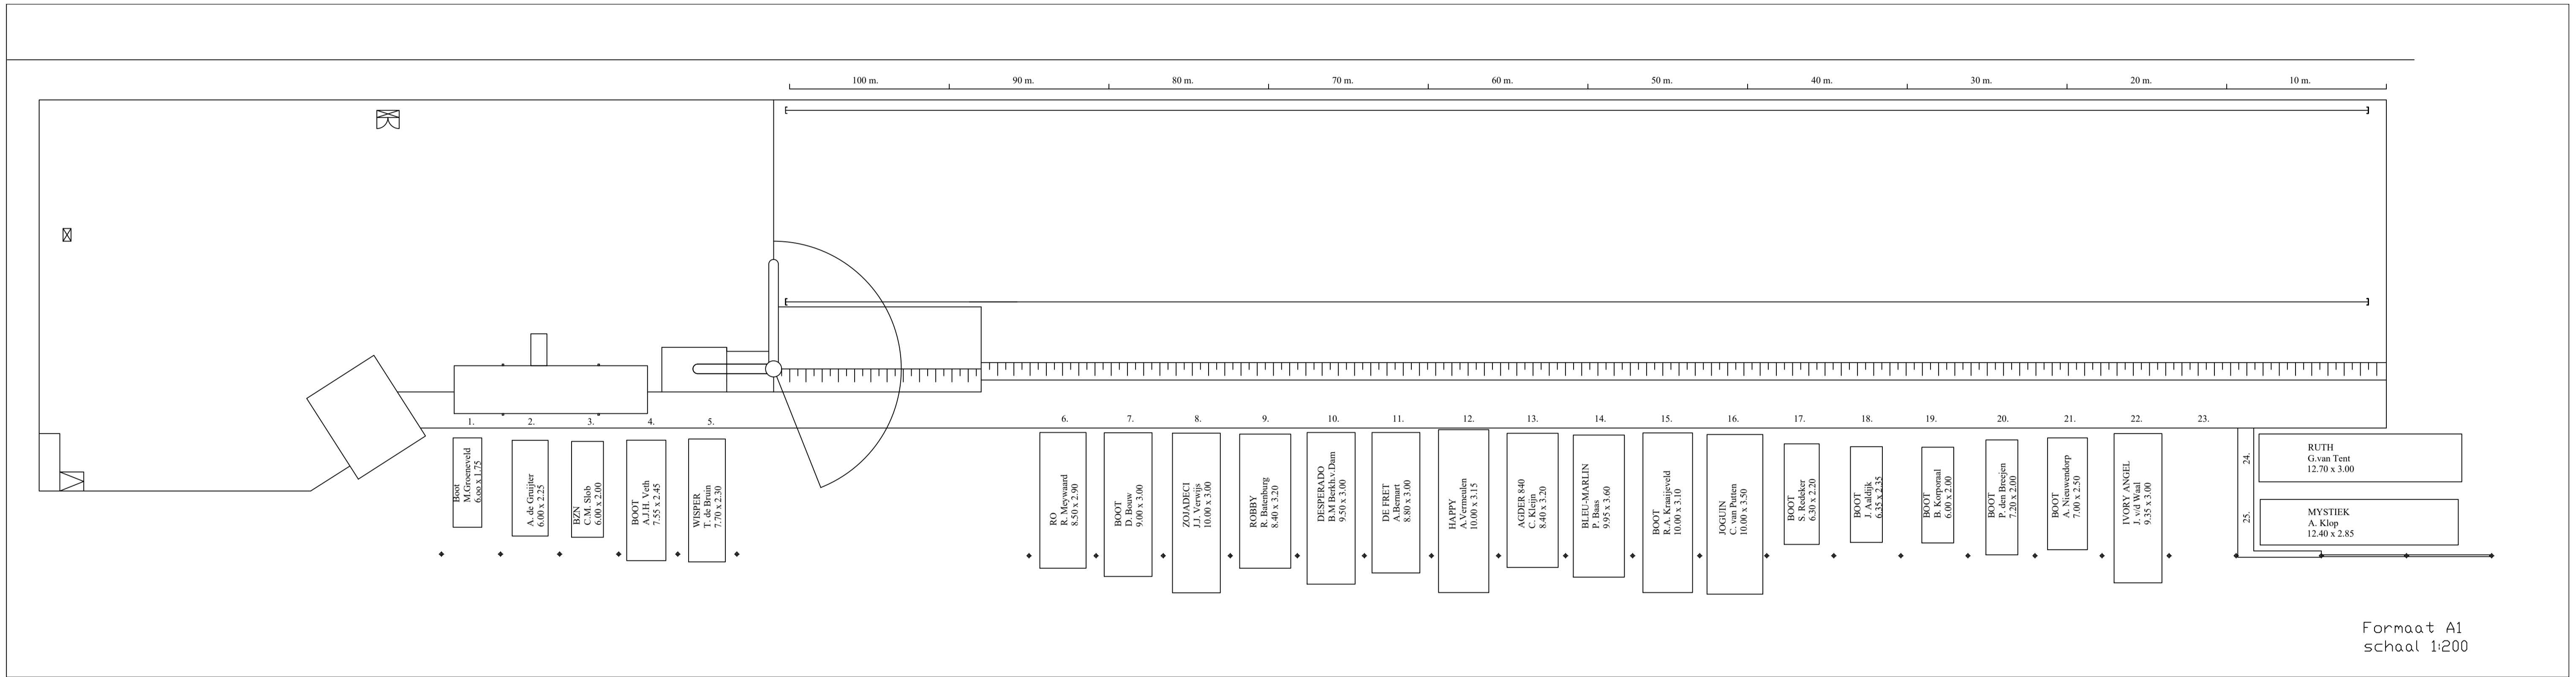 100 m. 90 m. 80 m. 70 m. 60 m. 50 m. 40 m. 30 m. 20 m. 10 m.
1. 2. 3. 4. 5. 6. 7. 8. 9. 10. 11. 12. 13. 14. 15. 16. 17. 18. 19. 20. 21. 22. 23.
Boot
M.Groeneveld
6.oo x 1.75
A. de Gruijter
6.00 x 2.25
BZN
C.M. Slob
6.00 x 2.00
BOOT
A.J.H. Veth
7.55 x 2.45
WISPER
T. de Bruin
7.70 x 2.30
RO
R. Meywaard
8.50 x 2.90
BOOT
D. Bouw
9.00 x 3.00
ZOJADECI
J.J. Verwijs
10.00 x 3.00
ROBBY
R. Batenburg
8.40 x 3.20
DESPERADO
B.M Berkh.v.Dam
9.50 x 3.00
DE FRET
A.Bernart
8.80 x 3.00
HAPPY
A.Vermeulen
10.00 x 3.15
AGDER 840
C. Kleijn
8.40 x 3.20
BLEU-MARLIN
P. Baas
9.95 x 3.60
BOOT
R.A. Kraaijeveld
10.00 x 3.10
JOGUIN
C. van Putten
10.00 x 3.50
BOOT
S. Redeker
6.30 x 2.20
BOOT
J. Aaldijk
6.35 x 2.35
BOOT
B. Korporaal
6.00 x 2.00
BOOT
P. den Breejen
7.20 x 2.00
BOOT
A. Nieuwendorp
7.00 x 2.50
IVORY ANGEL
J. v/d Waal
9.35 x 3.00
24.
RUTH
G.van Tent
12.70 x 3.00
25.
MYSTIEK
A. Klop
12.40 x 2.85
Formaat A1
schaal 1:200